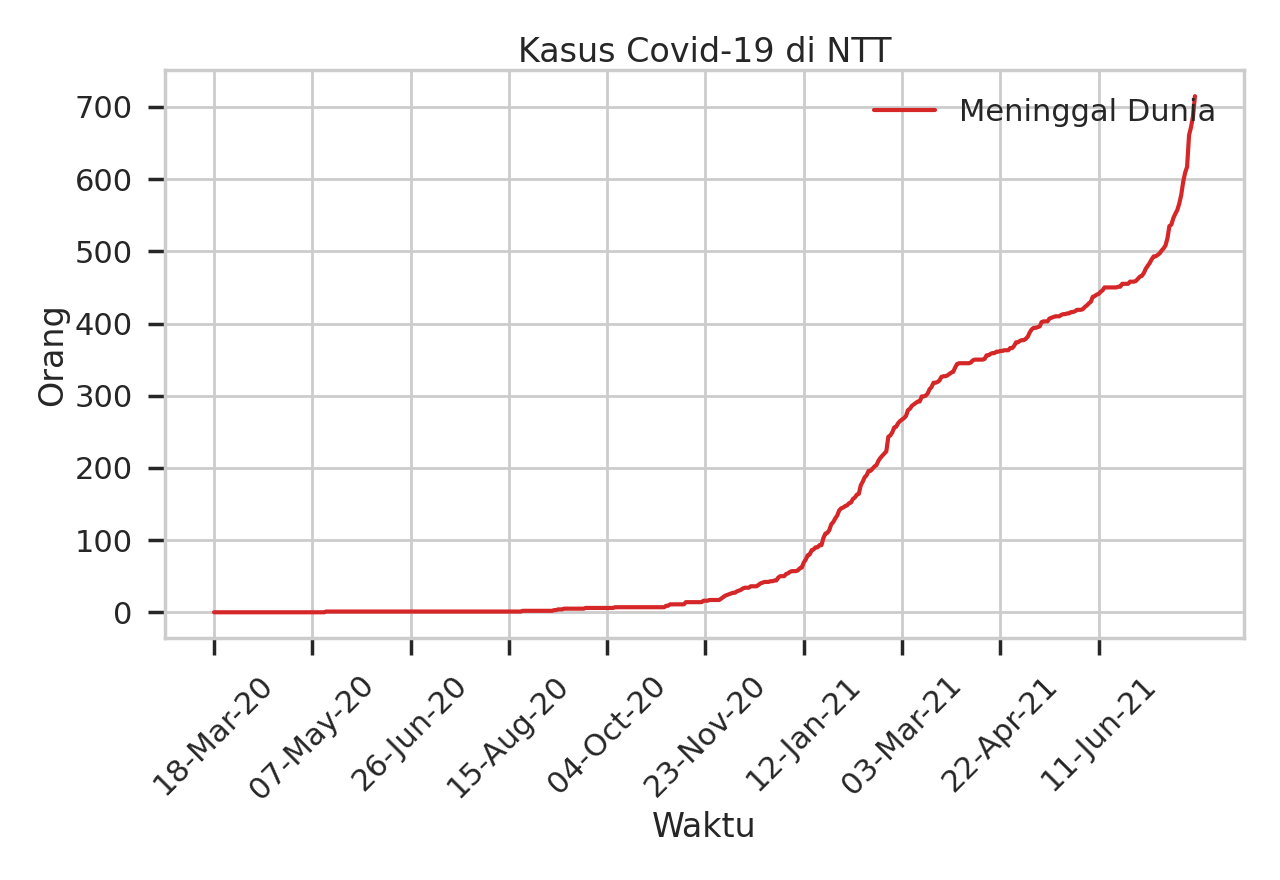 Kasus Covid-19 di NTT
Meninggal Dunia
Orang
700
600
500
400
300
200
100
0
18-Mar-20
07-May-20
26-Jun-20
15-Aug-20
04-Oct-20
23-Nov-20
12-Jan-21
03-Mar-21
22-Apr-21
11-Jun-21
Waktu